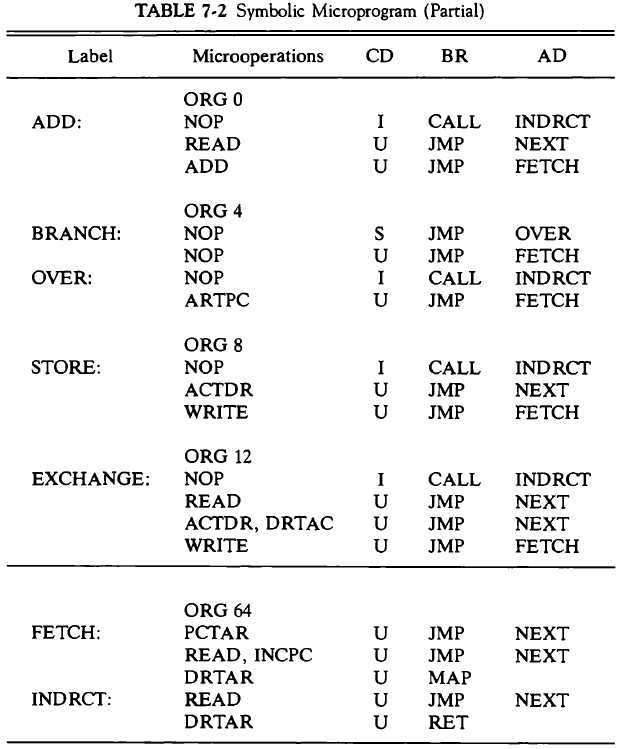 TABLE 7-2 Symbolic Microprogram (Partial)
Label Microoperations CD BR AD
ORG 0
ADD: NOP I CALL INDRCT
READ U JMP NEXT
ADD U JMP FETCH
ORG 4
BRANCH: NOP S JMP OVER
NOP U JMP FETCH
OVER: NOP I CALL INDRCT
ARTPC U JMP FETCH
ORG 8
STORE: NOP I CALL INDRCT
ACTDR U JMP NEXT
WRITE U JMP FETCH
ORG 12
EXCHANGE: NOP I CALL INDRCT
READ U JMP NEXT
ACTDR, DRTAC U JMP NEXT
WRITE U JMP FETCH
ORG 64
FETCH: PCTAR U JMP NEXT
READ, INCPC U JMP NEXT
DRTAR U MAP
INDRCT: READ U JMP NEXT
DRTAR U RET